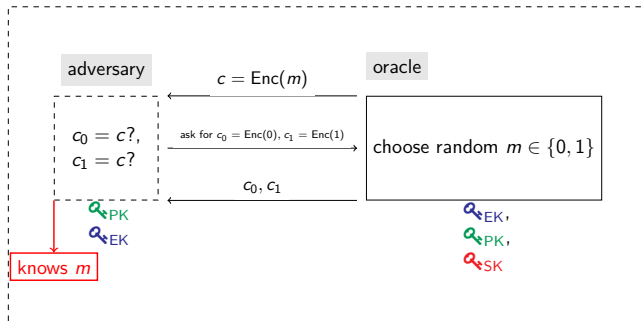 adversary
c = Enc(m)
oracle
c₀ = c?,
c₁ = c?
ask for c₀ = Enc(0), c₁ = Enc(1)
choose random m ∈ {0, 1}
c₀, c₁
PK
EK
EK,
PK,
SK
knows m